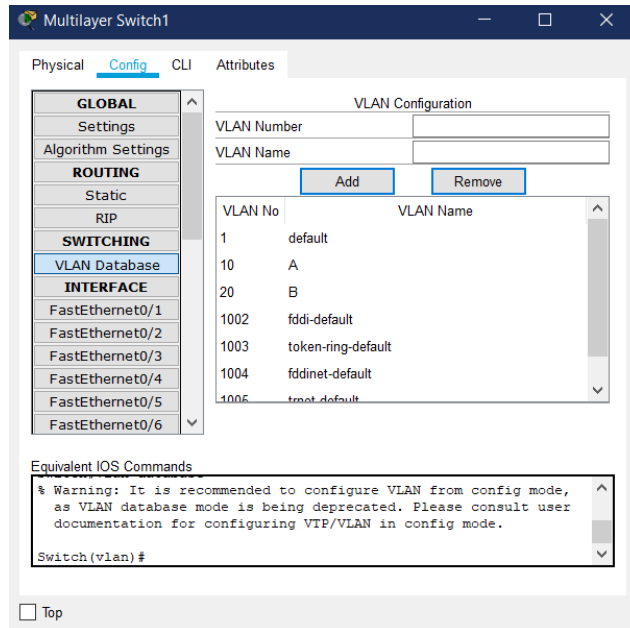 Multilayer Switch1
Physical Config CLI Attributes
GLOBAL
Settings
Algorithm Settings
ROUTING
Static
RIP
SWITCHING
VLAN Database
INTERFACE
FastEthernet0/1
FastEthernet0/2
FastEthernet0/3
FastEthernet0/4
FastEthernet0/5
FastEthernet0/6
VLAN Configuration
VLAN Number
VLAN Name
Add Remove
VLAN No VLAN Name
1 default
10 A
20 B
1002 fddi-default
1003 token-ring-default
1004 fddinet-default
1005 trnet-default
Equivalent IOS Commands
% Warning: It is recommended to configure VLAN from config mode,
as VLAN database mode is being deprecated. Please consult user
documentation for configuring VTP/VLAN in config mode.
Switch(vlan)#
Top